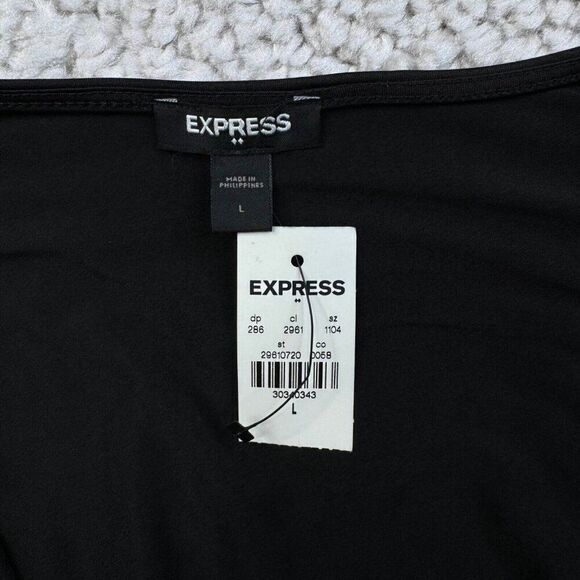 EXPRESS
MADE IN
PHILIPPINES
L
EXPRESS
dp cl sz
286 2961 1104
st co
29610720 0058
30340343
L